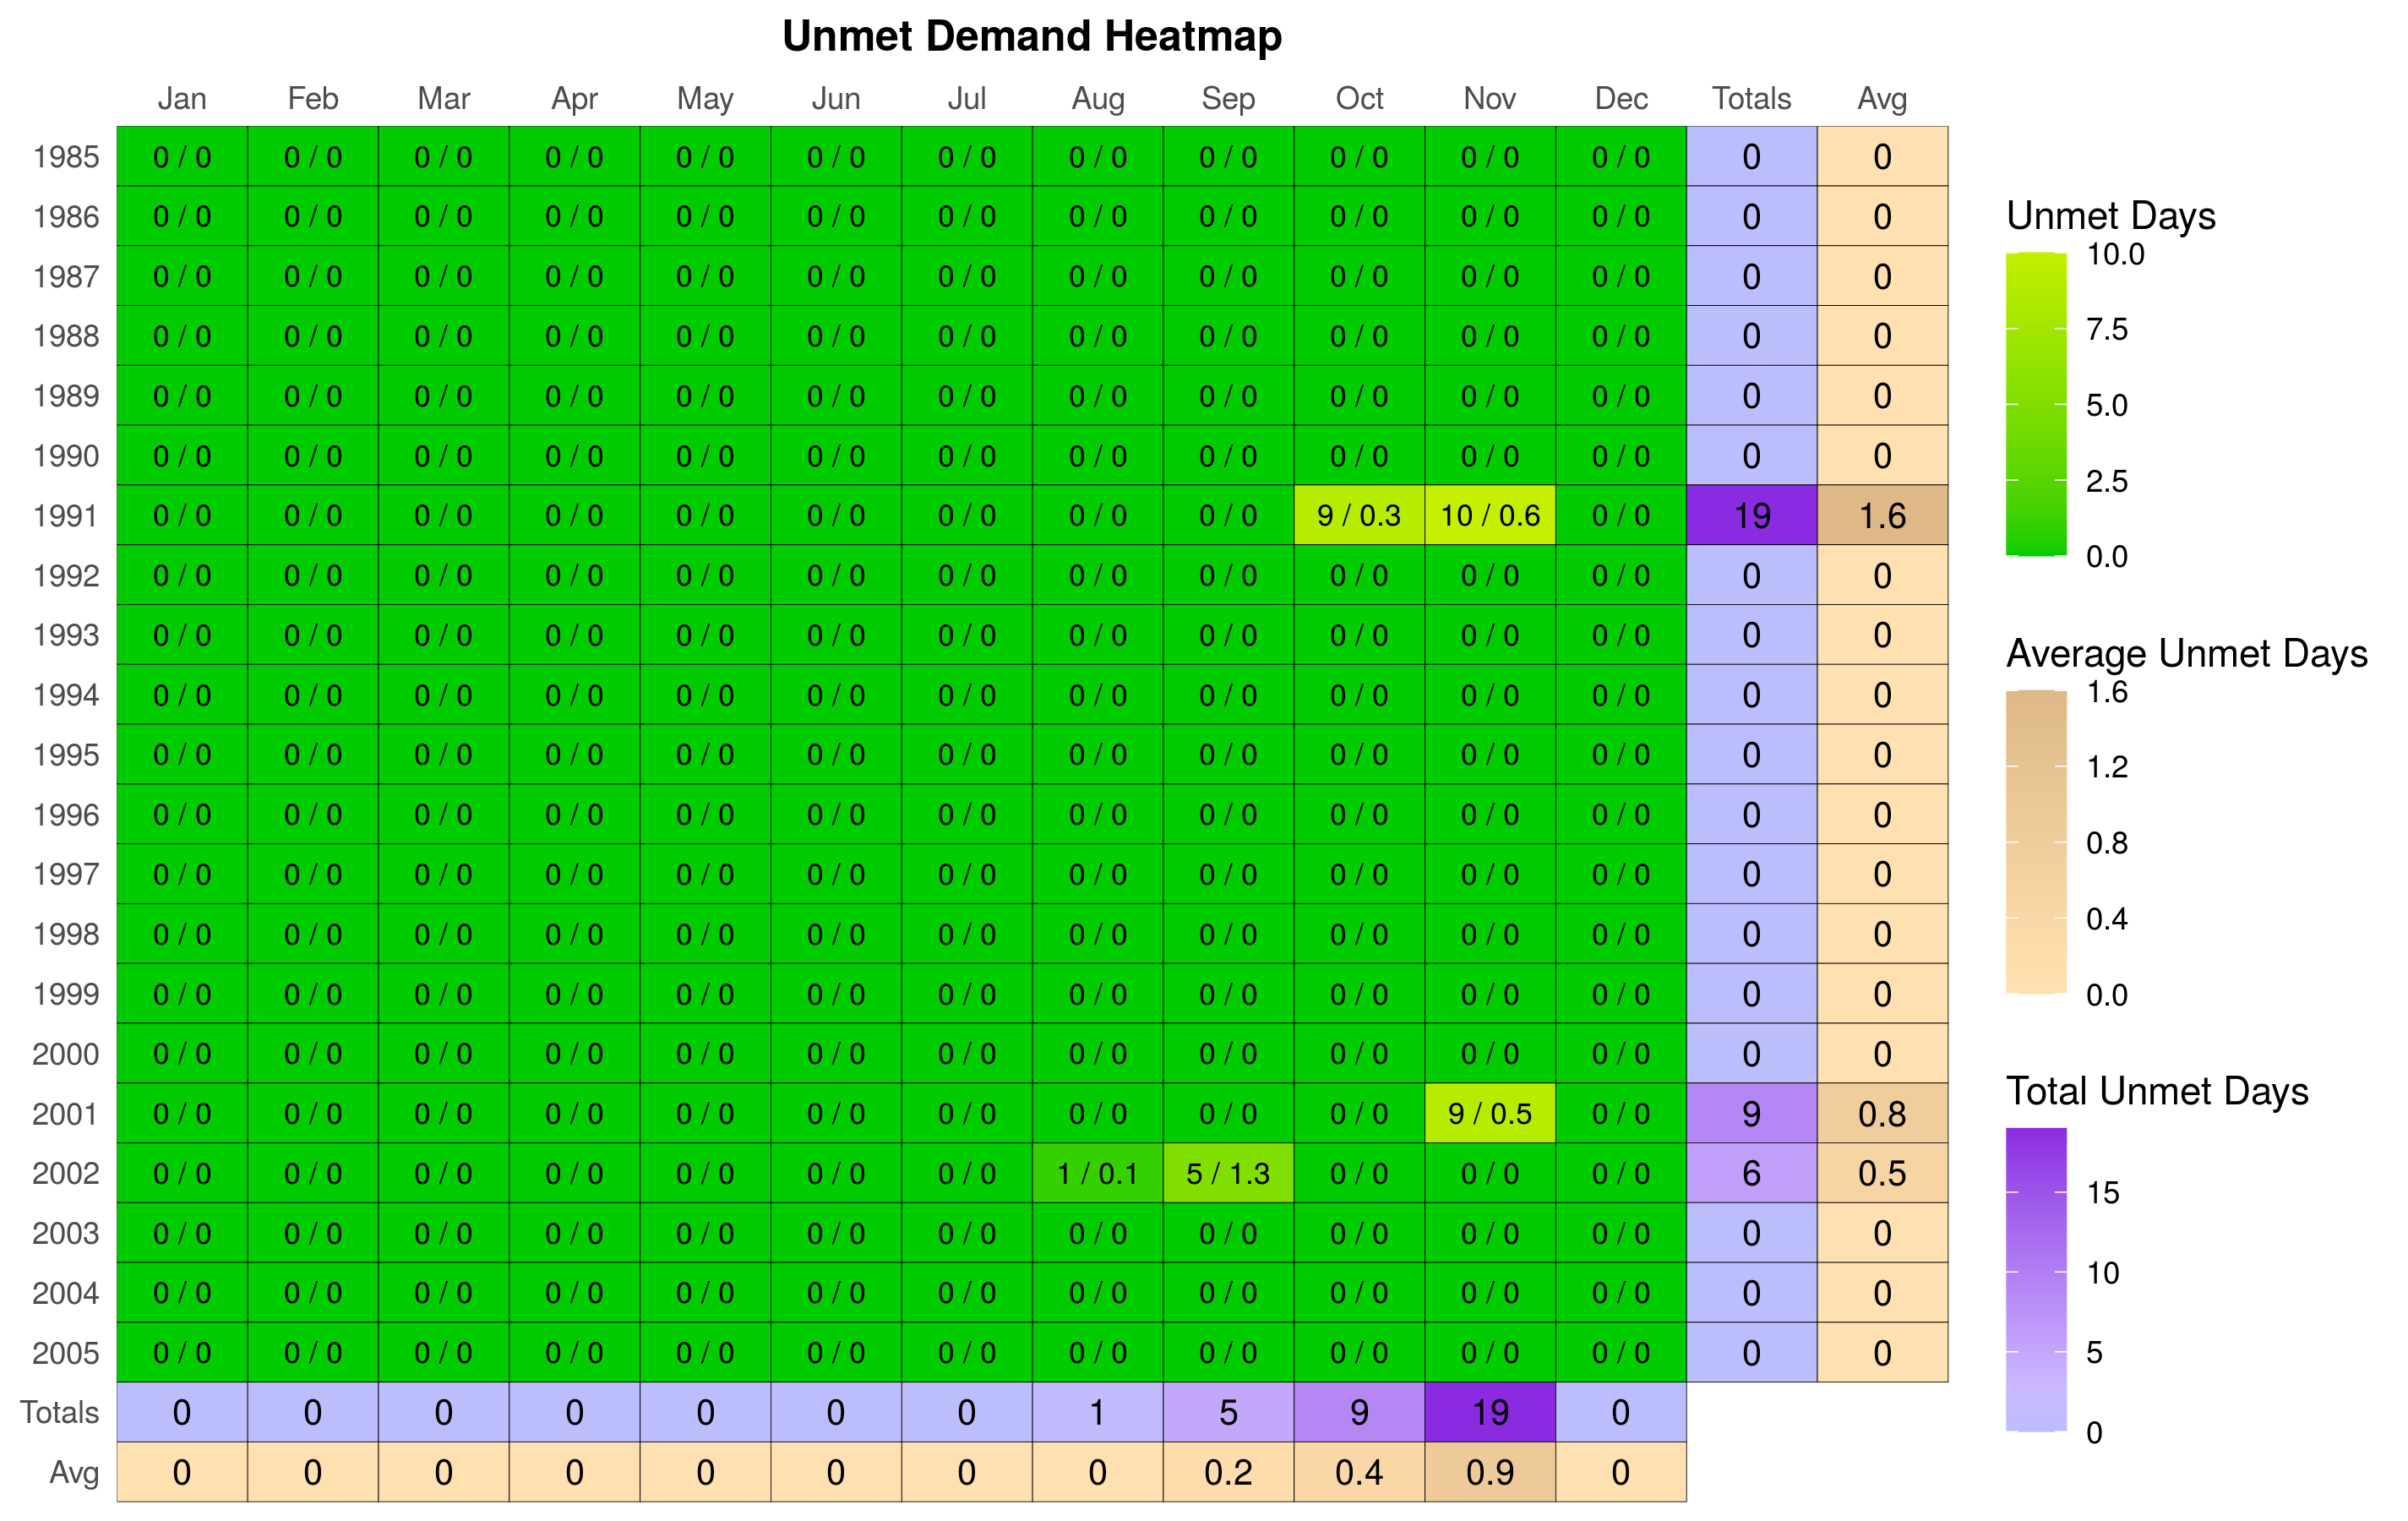 Unmet Demand Heatmap
Jan Feb Mar Apr May Jun Jul Aug Sep Oct Nov Dec Totals Avg
1985 0 / 0 0 / 0 0 / 0 0 / 0 0 / 0 0 / 0 0 / 0 0 / 0 0 / 0 0 / 0 0 / 0 0 / 0 0 0
1986 0 / 0 0 / 0 0 / 0 0 / 0 0 / 0 0 / 0 0 / 0 0 / 0 0 / 0 0 / 0 0 / 0 0 / 0 0 0
1987 0 / 0 0 / 0 0 / 0 0 / 0 0 / 0 0 / 0 0 / 0 0 / 0 0 / 0 0 / 0 0 / 0 0 / 0 0 0
1988 0 / 0 0 / 0 0 / 0 0 / 0 0 / 0 0 / 0 0 / 0 0 / 0 0 / 0 0 / 0 0 / 0 0 / 0 0 0
1989 0 / 0 0 / 0 0 / 0 0 / 0 0 / 0 0 / 0 0 / 0 0 / 0 0 / 0 0 / 0 0 / 0 0 / 0 0 0
1990 0 / 0 0 / 0 0 / 0 0 / 0 0 / 0 0 / 0 0 / 0 0 / 0 0 / 0 0 / 0 0 / 0 0 / 0 0 0
1991 0 / 0 0 / 0 0 / 0 0 / 0 0 / 0 0 / 0 0 / 0 0 / 0 0 / 0 9 / 0.3 10 / 0.6 0 / 0 19 1.6
1992 0 / 0 0 / 0 0 / 0 0 / 0 0 / 0 0 / 0 0 / 0 0 / 0 0 / 0 0 / 0 0 / 0 0 / 0 0 0
1993 0 / 0 0 / 0 0 / 0 0 / 0 0 / 0 0 / 0 0 / 0 0 / 0 0 / 0 0 / 0 0 / 0 0 / 0 0 0
1994 0 / 0 0 / 0 0 / 0 0 / 0 0 / 0 0 / 0 0 / 0 0 / 0 0 / 0 0 / 0 0 / 0 0 / 0 0 0
1995 0 / 0 0 / 0 0 / 0 0 / 0 0 / 0 0 / 0 0 / 0 0 / 0 0 / 0 0 / 0 0 / 0 0 / 0 0 0
1996 0 / 0 0 / 0 0 / 0 0 / 0 0 / 0 0 / 0 0 / 0 0 / 0 0 / 0 0 / 0 0 / 0 0 / 0 0 0
1997 0 / 0 0 / 0 0 / 0 0 / 0 0 / 0 0 / 0 0 / 0 0 / 0 0 / 0 0 / 0 0 / 0 0 / 0 0 0
1998 0 / 0 0 / 0 0 / 0 0 / 0 0 / 0 0 / 0 0 / 0 0 / 0 0 / 0 0 / 0 0 / 0 0 / 0 0 0
1999 0 / 0 0 / 0 0 / 0 0 / 0 0 / 0 0 / 0 0 / 0 0 / 0 0 / 0 0 / 0 0 / 0 0 / 0 0 0
2000 0 / 0 0 / 0 0 / 0 0 / 0 0 / 0 0 / 0 0 / 0 0 / 0 0 / 0 0 / 0 0 / 0 0 / 0 0 0
2001 0 / 0 0 / 0 0 / 0 0 / 0 0 / 0 0 / 0 0 / 0 0 / 0 0 / 0 0 / 0 9 / 0.5 0 / 0 9 0.8
2002 0 / 0 0 / 0 0 / 0 0 / 0 0 / 0 0 / 0 0 / 0 1 / 0.1 5 / 1.3 0 / 0 0 / 0 0 / 0 6 0.5
2003 0 / 0 0 / 0 0 / 0 0 / 0 0 / 0 0 / 0 0 / 0 0 / 0 0 / 0 0 / 0 0 / 0 0 / 0 0 0
2004 0 / 0 0 / 0 0 / 0 0 / 0 0 / 0 0 / 0 0 / 0 0 / 0 0 / 0 0 / 0 0 / 0 0 / 0 0 0
2005 0 / 0 0 / 0 0 / 0 0 / 0 0 / 0 0 / 0 0 / 0 0 / 0 0 / 0 0 / 0 0 / 0 0 / 0 0 0
Totals 0 0 0 0 0 0 0 1 5 9 19 0
Avg 0 0 0 0 0 0 0 0 0.2 0.4 0.9 0
Unmet Days
10.0
7.5
5.0
2.5
0.0
Average Unmet Days
1.6
1.2
0.8
0.4
0.0
Total Unmet Days
15
10
5
0